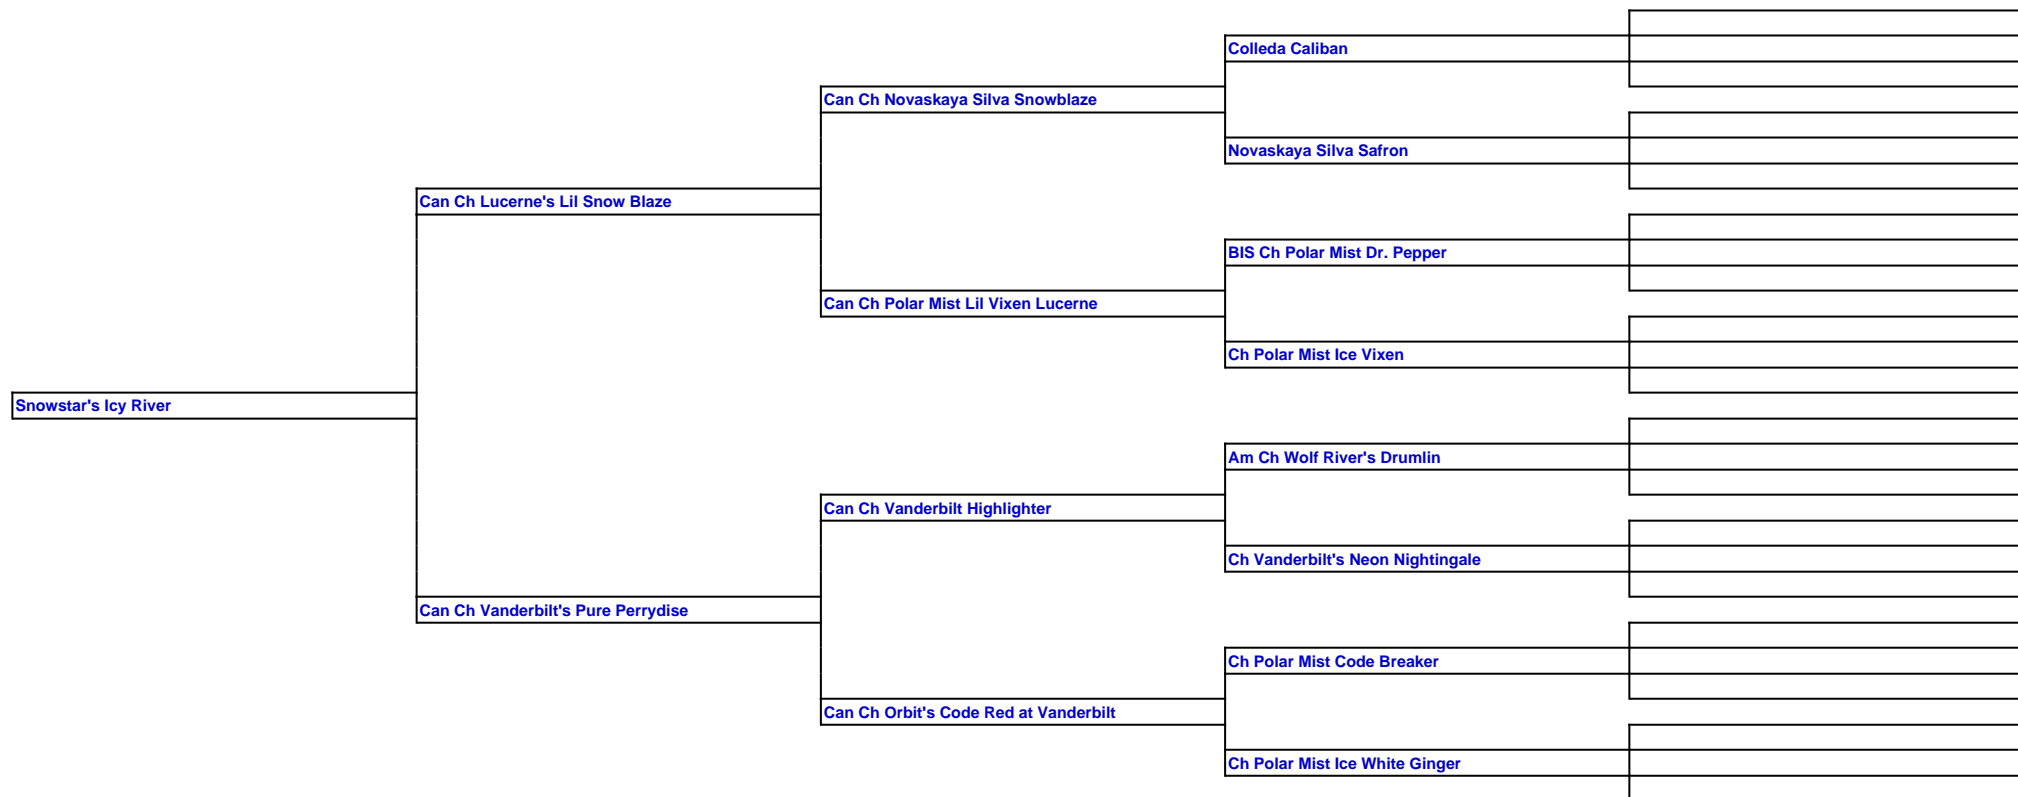 Colleda Caliban
Can Ch Novaskaya Silva Snowblaze
Novaskaya Silva Safron
Can Ch Lucerne's Lil Snow Blaze
BIS Ch Polar Mist Dr. Pepper
Can Ch Polar Mist Lil Vixen Lucerne
Ch Polar Mist Ice Vixen
Snowstar's Icy River
Am Ch Wolf River's Drumlin
Can Ch Vanderbilt Highlighter
Ch Vanderbilt's Neon Nightingale
Can Ch Vanderbilt's Pure Perrydise
Ch Polar Mist Code Breaker
Can Ch Orbit's Code Red at Vanderbilt
Ch Polar Mist Ice White Ginger